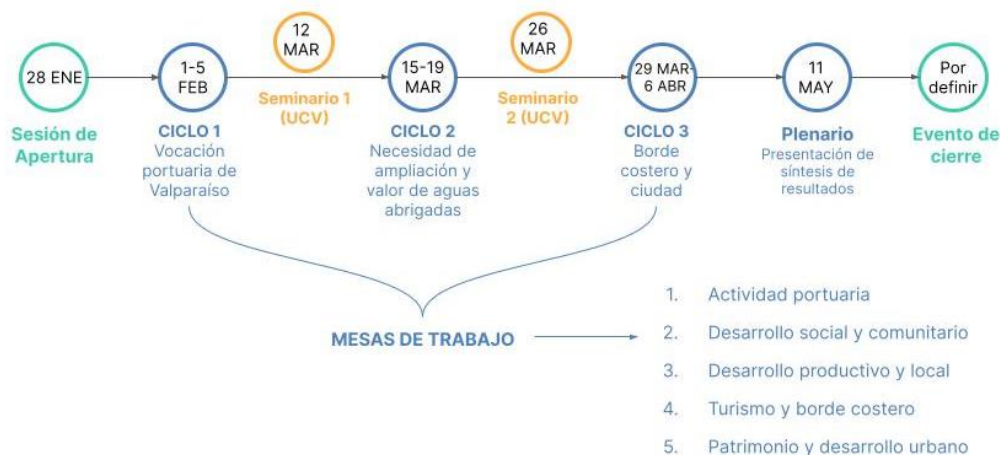 28 ENE
Sesión de
Apertura
1-5
FEB
CICLO 1
Vocación
portuaria de
Valparaíso
12
MAR
Seminario 1
(UCV)
15-19
MAR
CICLO 2
Necesidad de
ampliación y
valor de aguas
abrigadas
26
MAR
Seminario
2 (UCV)
29 MAR-
6 ABR
CICLO 3
Borde
costero y
ciudad
11
MAY
Plenario
Presentación de
síntesis de
resultados
Por
definir
Evento de
cierre
MESAS DE TRABAJO
1. Actividad portuaria
2. Desarrollo social y comunitario
3. Desarrollo productivo y local
4. Turismo y borde costero
5. Patrimonio y desarrollo urbano